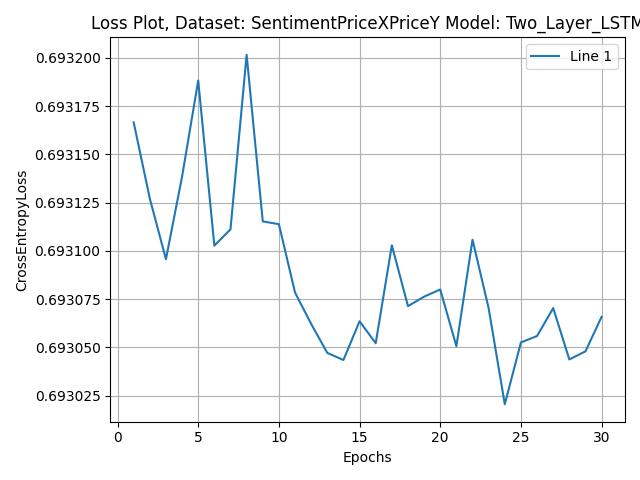 Loss Plot, Dataset: SentimentPriceXPriceY Model: Two_Layer_LSTM
Line 1
0.693200
0.693175
0.693150
0.693125
0.693100
0.693075
0.693050
0.693025
CrossEntropyLoss
0 5 10 15 20 25 30
Epochs